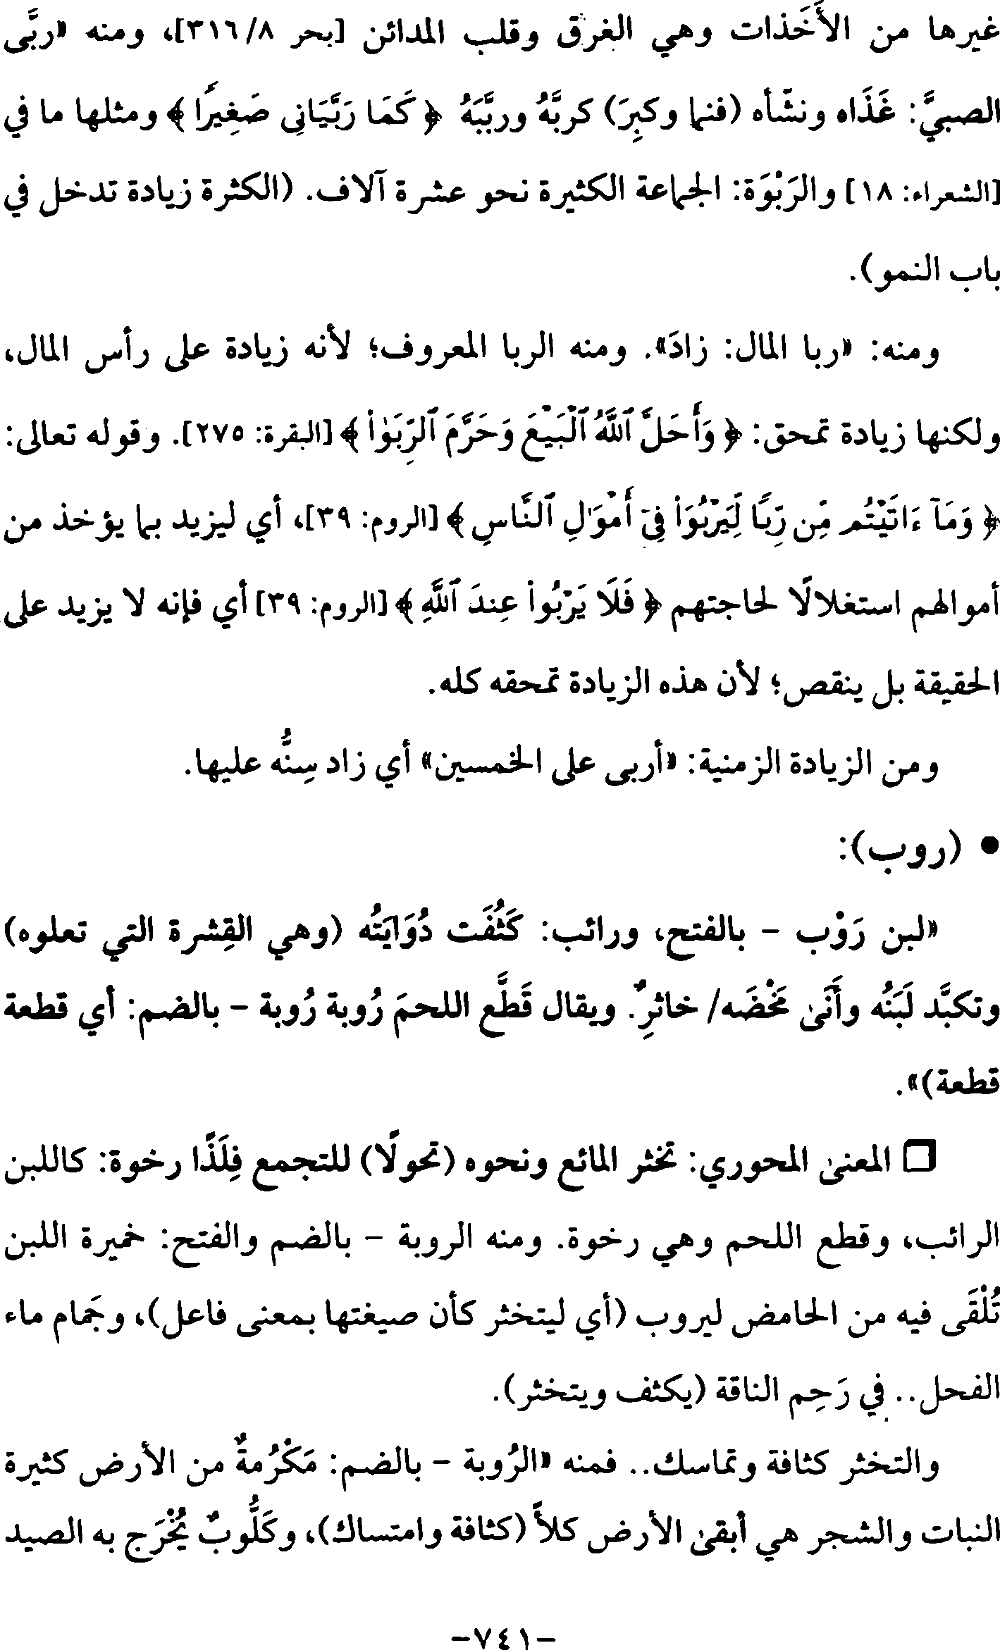 غيرها من الأَخَذات وهي الغرق وقلب المدائن [بحر ٨/ ٣١٦]، ومنه «ربَّى
الصبيَّ: غَذَاه ونشّأه (فنما وكبِرَ) كربَّهُ وربَّبَهُ ﴿ كَمَا رَبَّيَانِى صَغِيرًا ﴾ ومثلها ما في
[الشعراء: ١٨] والرَبْوَة: الجماعة الكثيرة نحو عشرة آلاف. (الكثرة زيادة تدخل في
باب النمو).
ومنه: «ربا المال: زادَ». ومنه الربا المعروف؛ لأنه زيادة على رأس المال،
ولكنها زيادة تمحق: ﴿ وَأَحَلَّ ٱللَّهُ ٱلْبَيْعَ وَحَرَّمَ ٱلرِّبَوٰا۟ ﴾ [البقرة: ٢٧٥]. وقوله تعالى:
﴿ وَمَآ ءَاتَيْتُم مِّن رِّبًا لِّيَرْبُوَا۟ فِىٓ أَمْوَٰلِ ٱلنَّاسِ ﴾ [الروم: ٣٩]، أي ليزيد بما يؤخذ من
أموالهم استغلالًا لحاجتهم ﴿ فَلَا يَرْبُوا۟ عِندَ ٱللَّهِ ﴾ [الروم: ٣٩] أي فإنه لا يزيد على
الحقيقة بل ينقص؛ لأن هذه الزيادة تمحقه كله.
ومن الزيادة الزمنية: «أربى على الخمسين» أي زاد سِنُّه عليها.
• (روب):
«لبن رَوْب - بالفتح، ورائب: كَثُفَت دُوَايَتُه (وهي القِشرة التي تعلوه)
وتكبَّد لَبَنُه وأَنَىٰ مَخْضَه/ خاثرٌ. ويقال قَطَّع اللحمَ رُوبة رُوبة - بالضم: أي قطعة
قطعة)».
❑ المعنى المحوري: تخثر المائع ونحوه (تحولًا) للتجمع فِلَذًا رخوة: كاللبن
الرائب، وقطع اللحم وهي رخوة. ومنه الروبة - بالضم والفتح: خميرة اللبن
تُلْقَى فيه من الحامض ليروب (أي ليتخثر كأن صيغتها بمعنى فاعل)، وجَمام ماء
الفحل.. في رَحِم الناقة (يكثف ويتخثر).
والتخثر كثافة وتماسك.. فمنه «الرُوبة - بالضم: مَكْرُمةٌ من الأرض كثيرة
النبات والشجر هي أبقىٰ الأرض كلأً (كثافة وامتساك)، وكَلُّوبٌ يُخْرَج به الصيد
-٧٤١-